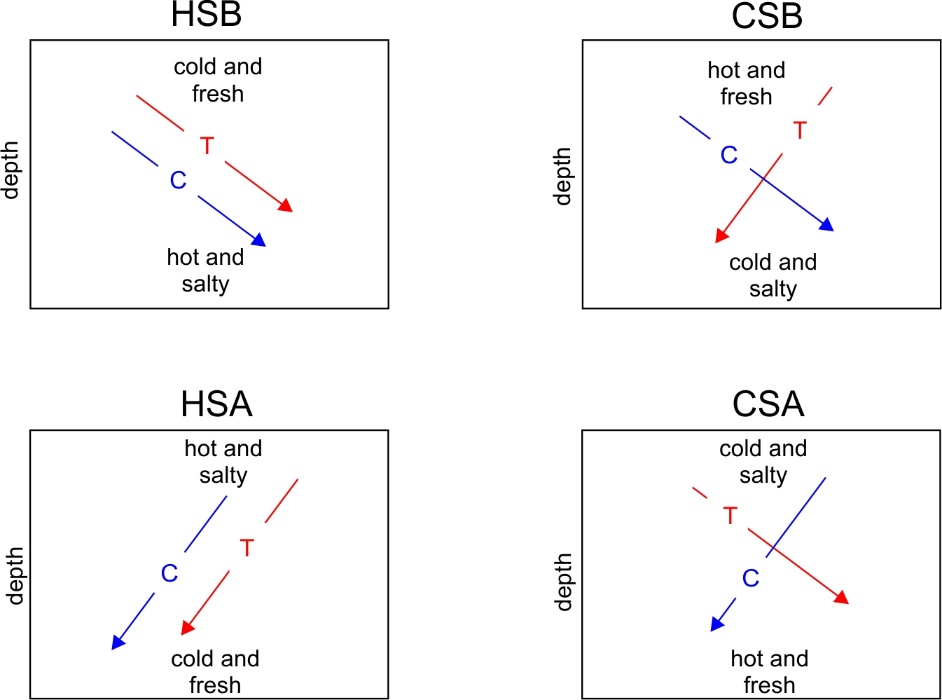 HSB
cold and
fresh
T
C
depth
hot and
salty
CSB
hot and
fresh
T
C
depth
cold and
salty
HSA
hot and
salty
T
C
depth
cold and
fresh
CSA
cold and
salty
T
C
depth
hot and
fresh